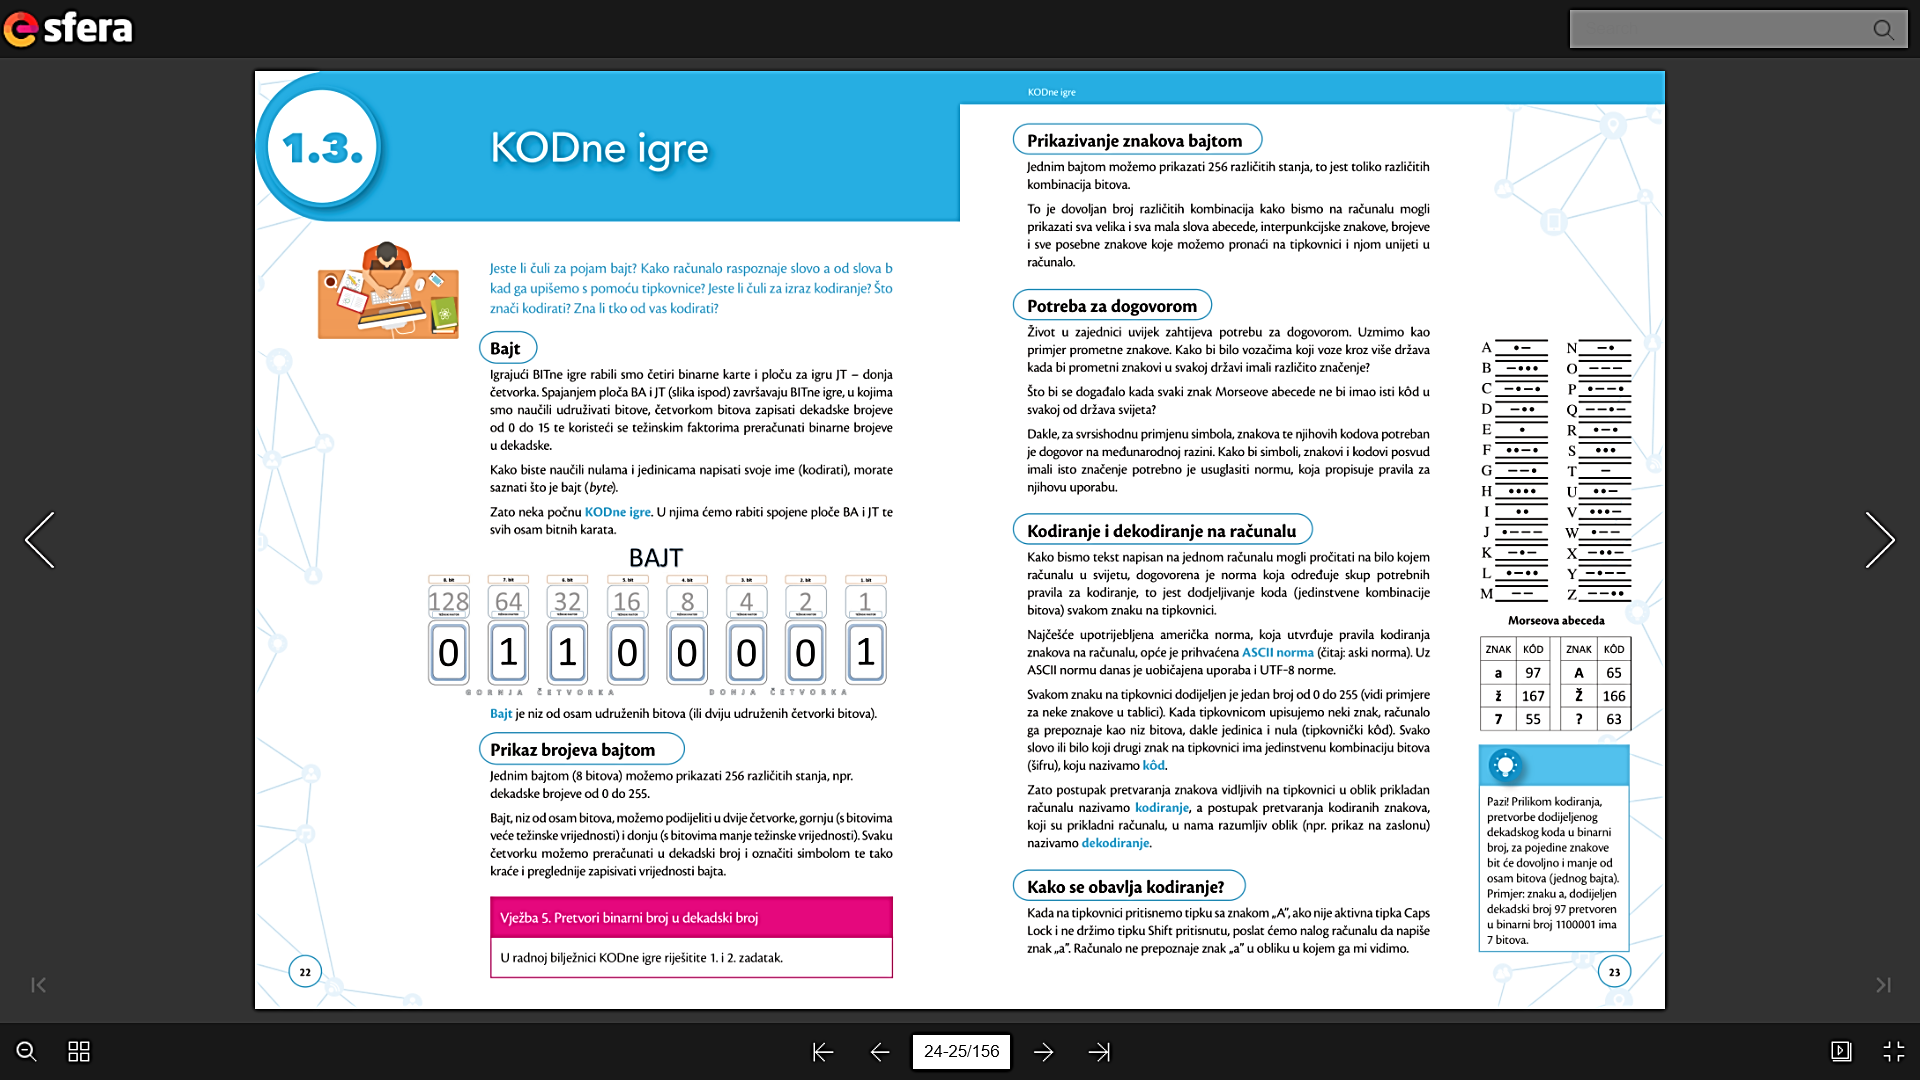 sfera
1.3.
KODne igre
Jeste li čuli za pojam bajt? Kako računalo raspoznaje slovo a od slova b
kad ga upišemo s pomoću tipkovnice? Jeste li čuli za izraz kodiranje? Što
znači kodirati? Zna li tko od vas kodirati?
Bajt
Igrajući BITne igre rabili smo četiri binarne karte i ploču za igru JT – donja
četvorka. Spajanjem ploča BA i JT (slika ispod) završavaju BITne igre, u kojima
smo naučili udruživati bitove, četvorkom bitova zapisati dekadske brojeve
od 0 do 15 te koristeći se težinskim faktorima preračunati binarne brojeve
u dekadske.
Kako biste naučili nulama i jedinicama napisati svoje ime (kodirati), morate
saznati što je bajt (byte).
Zato neka počnu KODne igre. U njima ćemo rabiti spojene ploče BA i JT te
svih osam bitnih karata.
BAJT
8. bit 7. bit 6. bit 5. bit 4. bit 3. bit 2. bit 1. bit
128 64 32 16 8 4 2 1
0 1 1 0 0 0 0 1
GORNJA ČETVORKA DONJA ČETVORKA
Bajt je niz od osam udruženih bitova (ili dviju udruženih četvorki bitova).
Prikaz brojeva bajtom
Jednim bajtom (8 bitova) možemo prikazati 256 različitih stanja, npr.
dekadske brojeve od 0 do 255.
Bajt, niz od osam bitova, možemo podijeliti u dvije četvorke, gornju (s bitovima
veće težinske vrijednosti) i donju (s bitovima manje težinske vrijednosti). Svaku
četvorku možemo preračunati u dekadski broj i označiti simbolom te tako
kraće i preglednije zapisivati vrijednosti bajta.
Vježba 5. Pretvori binarni broj u dekadski broj
U radnoj bilježnici KODne igre riješitite 1. i 2. zadatak.
22
KODne igre
Prikazivanje znakova bajtom
Jednim bajtom možemo prikazati 256 različitih stanja, to jest toliko različitih
kombinacija bitova.
To je dovoljan broj različitih kombinacija kako bismo na računalu mogli
prikazati sva velika i sva mala slova abecede, interpunkcijske znakove, brojeve
i sve posebne znakove koje možemo pronaći na tipkovnici i njom unijeti u
računalo.
Potreba za dogovorom
Život u zajednici uvijek zahtijeva potrebu za dogovorom. Uzmimo kao
primjer prometne znakove. Kako bi bilo vozačima koji voze kroz više država
kada bi prometni znakovi u svakoj državi imali različito značenje?
Što bi se događalo kada svaki znak Morseove abecede ne bi imao isti kôd u
svakoj od država svijeta?
Dakle, za svrsishodnu primjenu simbola, znakova te njihovih kodova potreban
je dogovor na međunarodnoj razini. Kako bi simboli, znakovi i kodovi posvud
imali isto značenje potrebno je usuglasiti normu, koja propisuje pravila za
njihovu uporabu.
Kodiranje i dekodiranje na računalu
Kako bismo tekst napisan na jednom računalu mogli pročitati na bilo kojem
računalu u svijetu, dogovorena je norma koja određuje skup potrebnih
pravila za kodiranje, to jest dodjeljivanje koda (jedinstvene kombinacije
bitova) svakom znaku na tipkovnici.
Najčešće upotrijebljena američka norma, koja utvrđuje pravila kodiranja
znakova na računalu, opće je prihvaćena ASCII norma (čitaj: aski norma). Uz
ASCII normu danas je uobičajena uporaba i UTF-8 norme.
Svakom znaku na tipkovnici dodijeljen je jedan broj od 0 do 255 (vidi primjere
za neke znakove u tablici). Kada tipkovnicom upisujemo neki znak, računalo
ga prepoznaje kao niz bitova, dakle jedinica i nula (tipkovnički kôd). Svako
slovo ili bilo koji drugi znak na tipkovnici ima jedinstvenu kombinaciju bitova
(šifru), koju nazivamo kôd.
Zato postupak pretvaranja znakova vidljivih na tipkovnici u oblik prikladan
računalu nazivamo kodiranje, a postupak pretvaranja kodiranih znakova,
koji su prikladni računalu, u nama razumljiv oblik (npr. prikaz na zaslonu)
nazivamo dekodiranje.
Kako se obavlja kodiranje?
Kada na tipkovnici pritisnemo tipku sa znakom „A”, ako nije aktivna tipka Caps
Lock i ne držimo tipku Shift pritisnutu, poslat ćemo nalog računalu da napiše
znak „a”. Računalo ne prepoznaje znak „a” u obliku u kojem ga mi vidimo.
A •– N –•
B –••• O –––
C –•–• P •––•
D –•• Q ––•–
E • R •–•
F ••–• S •••
G ––• T –
H •••• U ••–
I •• V •••–
J •––– W •––
K –•– X –••–
L •–•• Y –•––
M –– Z ––••
Morseova abeceda
ZNAK KÔD ZNAK KÔD
a 97 A 65
ž 167 Ž 166
7 55 ? 63
Pazi! Prilikom kodiranja,
pretvorbe dodijeljenog
dekadskog koda u binarni
broj, za pojedine znakove
bit će dovoljno i manje od
osam bitova (jednog bajta).
Primjer: znaku a, dodijeljen
dekadski broj 97 pretvoren
u binarni broj 1100001 ima
7 bitova.
23
24-25/156